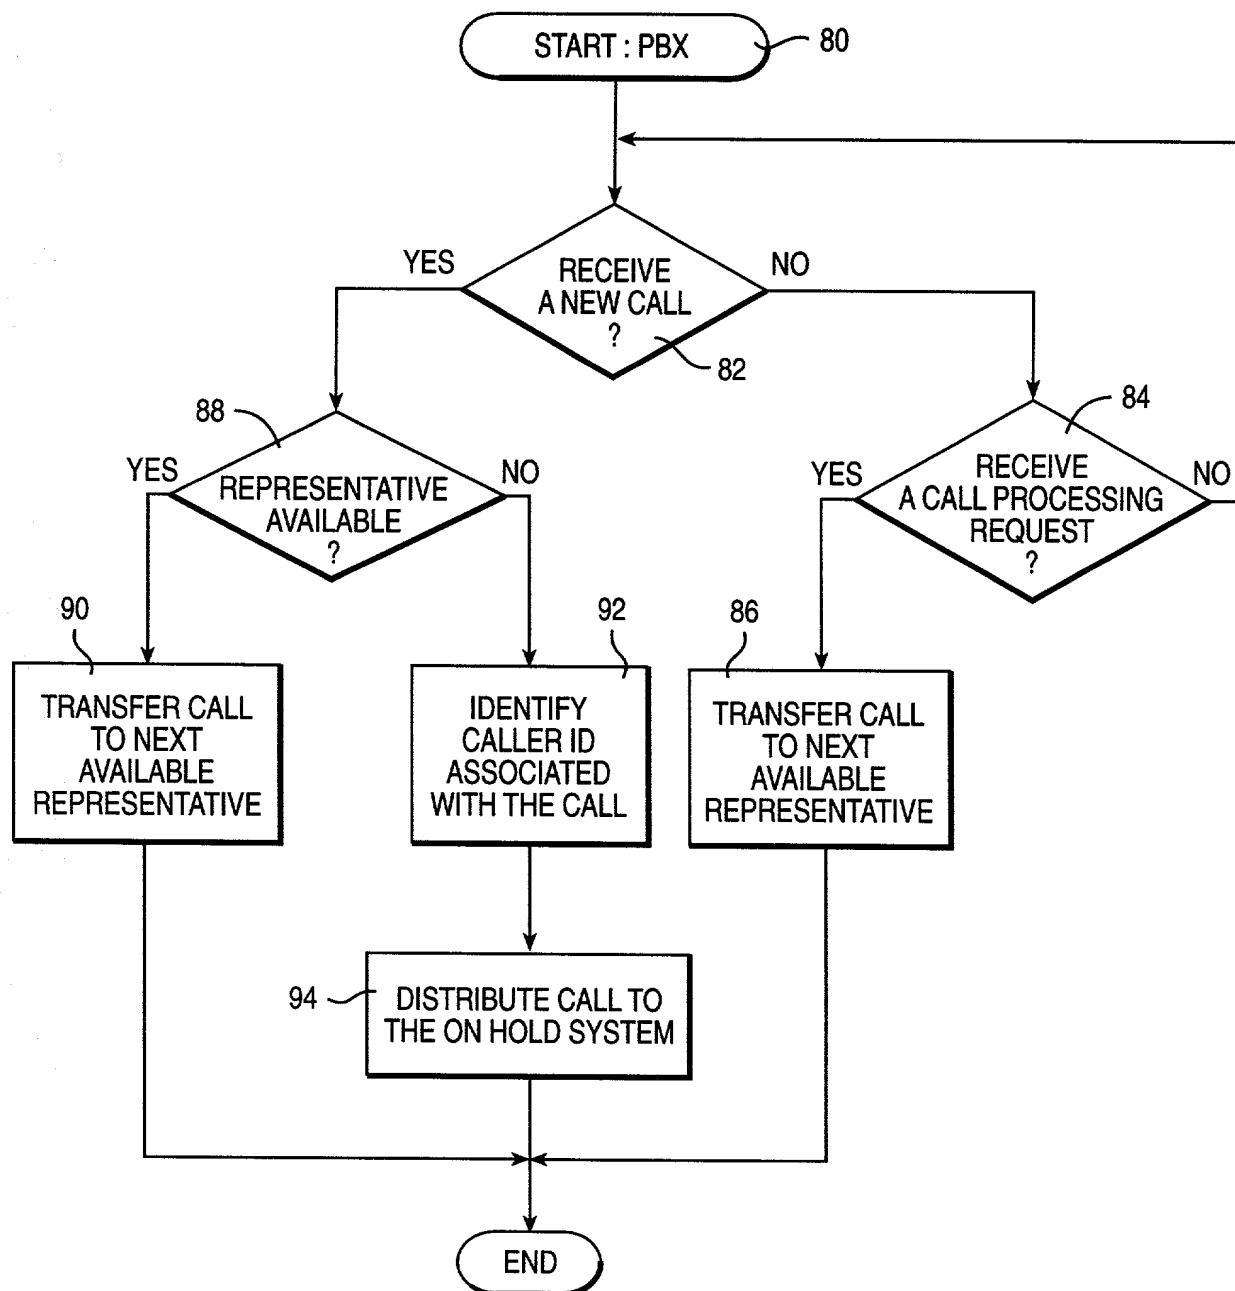 START : PBX
80
YES
RECEIVE
A NEW CALL
?
NO
82
88
84
YES
REPRESENTATIVE
AVAILABLE
?
NO
YES
RECEIVE
A CALL PROCESSING
REQUEST
?
NO
90
92
86
TRANSFER CALL
TO NEXT
AVAILABLE
REPRESENTATIVE
IDENTIFY
CALLER ID
ASSOCIATED
WITH THE CALL
TRANSFER CALL
TO NEXT
AVAILABLE
REPRESENTATIVE
94
DISTRIBUTE CALL TO
THE ON HOLD SYSTEM
END